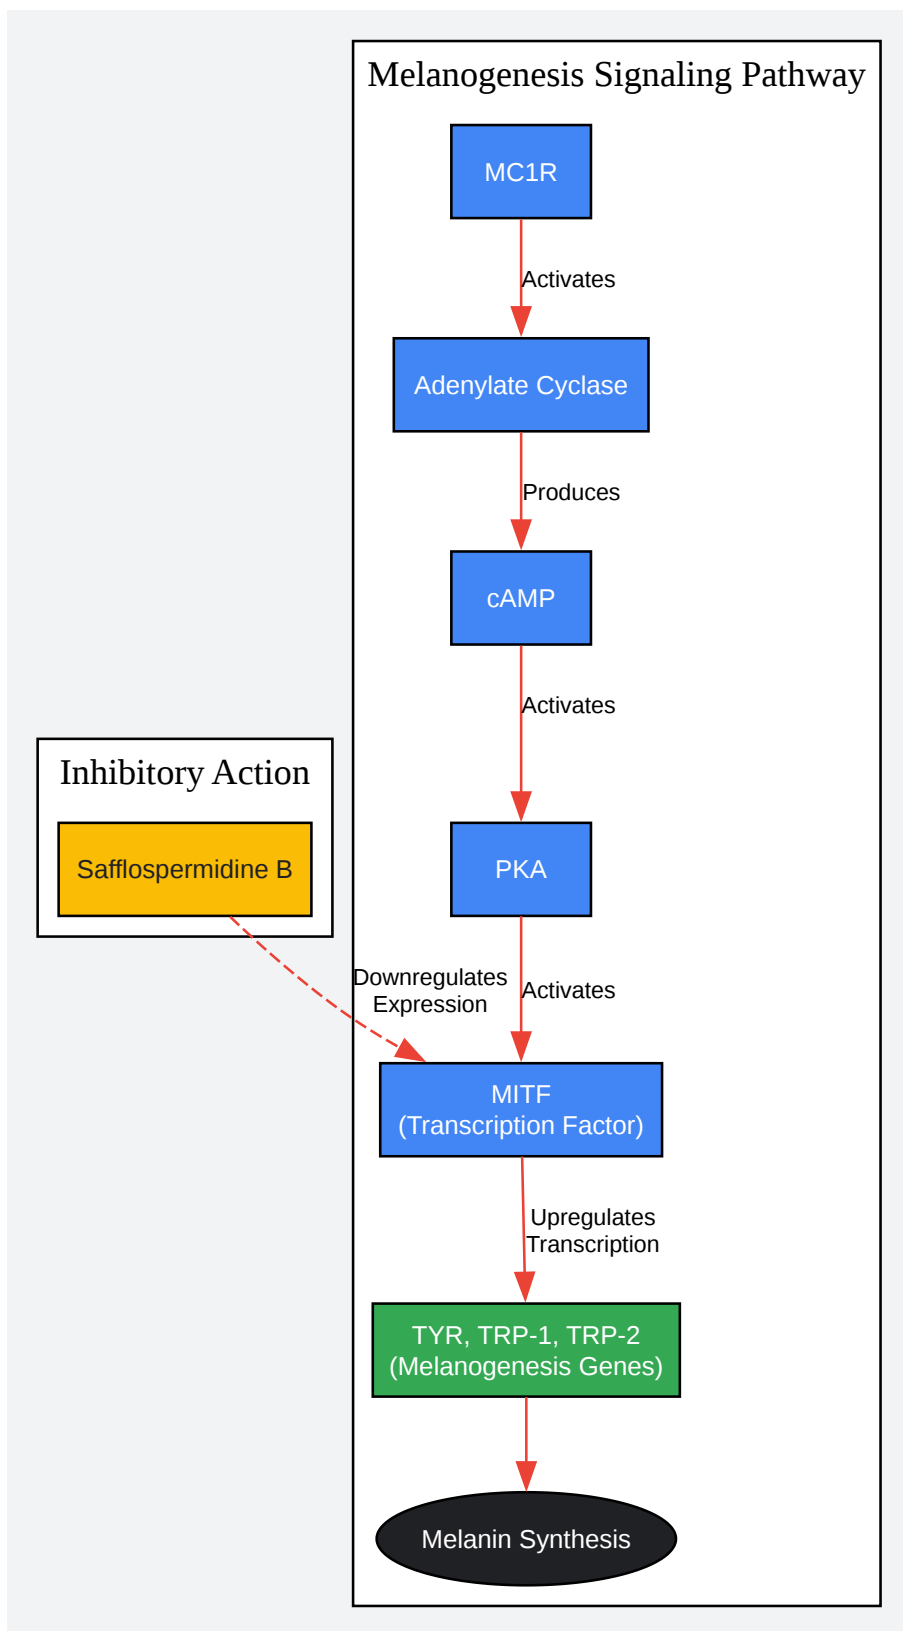 Melanogenesis Signaling Pathway
MC1R
Activates
Adenylate Cyclase
Produces
cAMP
Activates
Inhibitory Action
Safflospermidine B
PKA
Downregulates
Expression
Activates
MITF
(Transcription Factor)
Upregulates
Transcription
TYR, TRP-1, TRP-2
(Melanogenesis Genes)
Melanin Synthesis